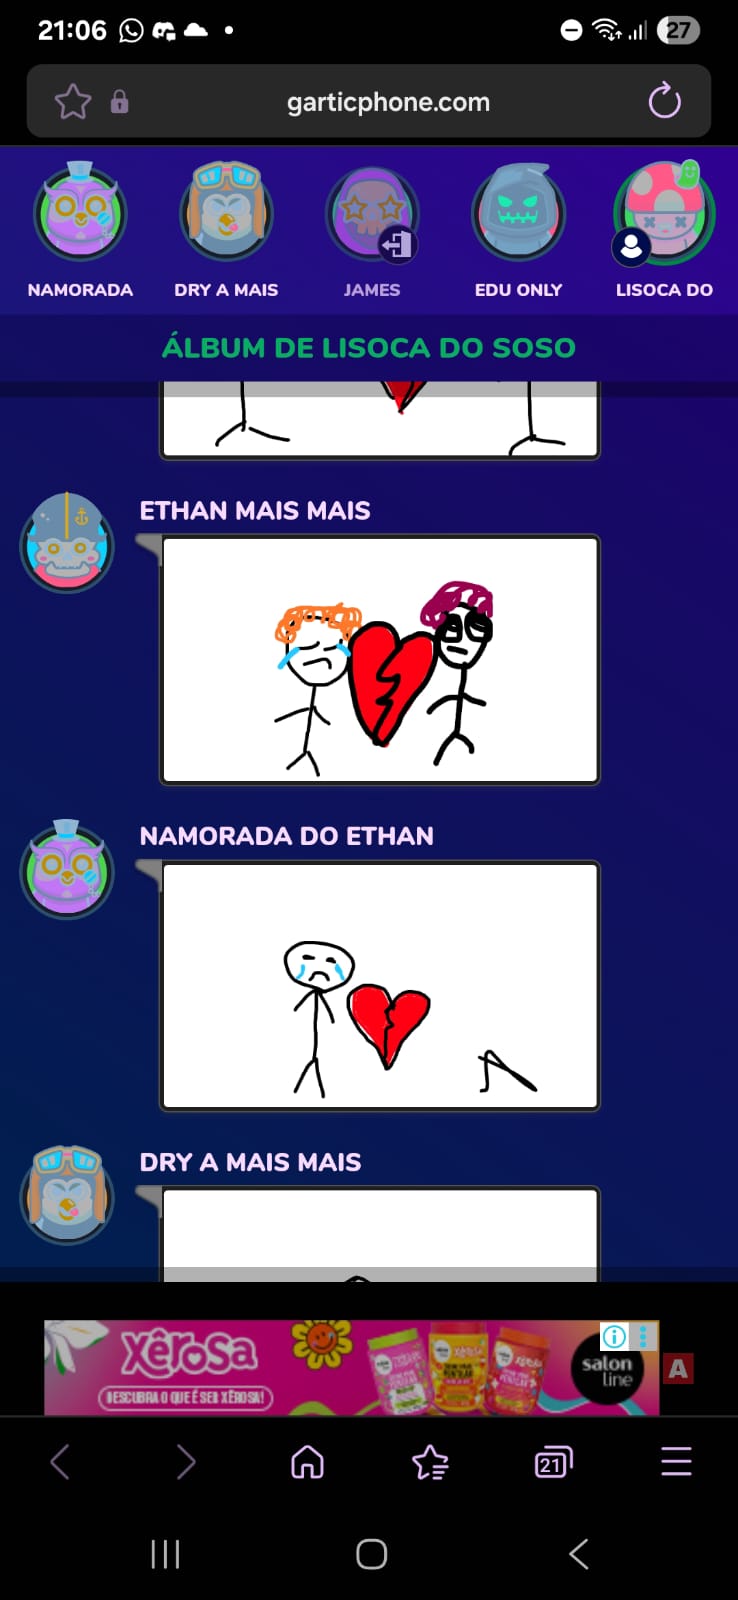 21:06
27
garticphone.com
NAMORADA
DRY A MAIS
JAMES
EDU ONLY
LISOCA DO
ÁLBUM DE LISOCA DO SOSO
ETHAN MAIS MAIS
NAMORADA DO ETHAN
DRY A MAIS MAIS
xêrosa
DESCUBRA O QUE É SER XÊROSA!
salon
line
A
21